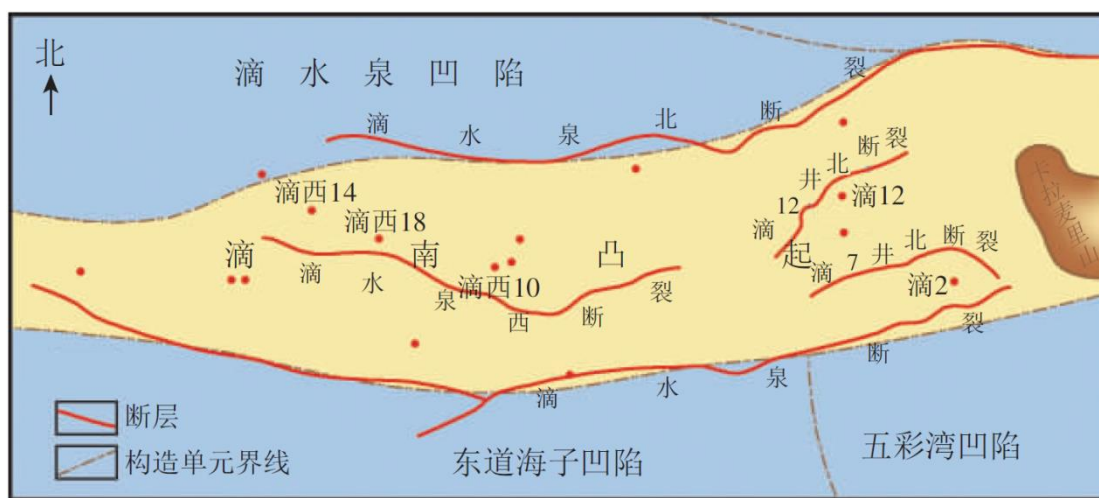 北
滴水泉凹陷
滴水泉北断裂
滴西14
滴12井北断裂
滴12
卡拉麦里山
滴西18
滴南凸起
滴水泉西断裂
滴西10
滴7井北断裂
滴2
滴水泉断裂
断层
构造单元界线
东道海子凹陷
五彩湾凹陷